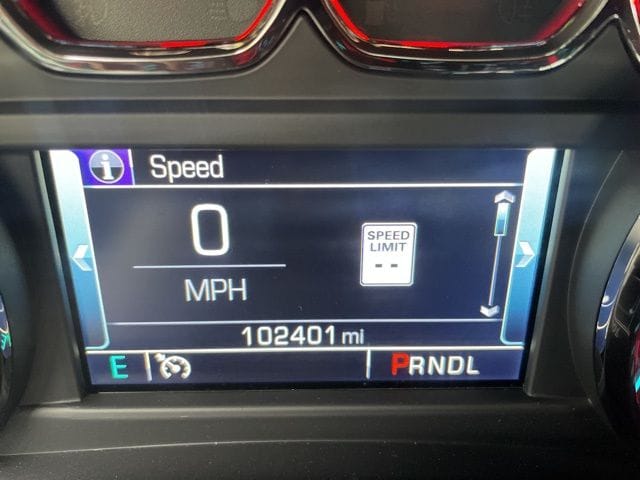 i Speed
0
MPH
SPEED
LIMIT
--
102401 mi
E PRNDL